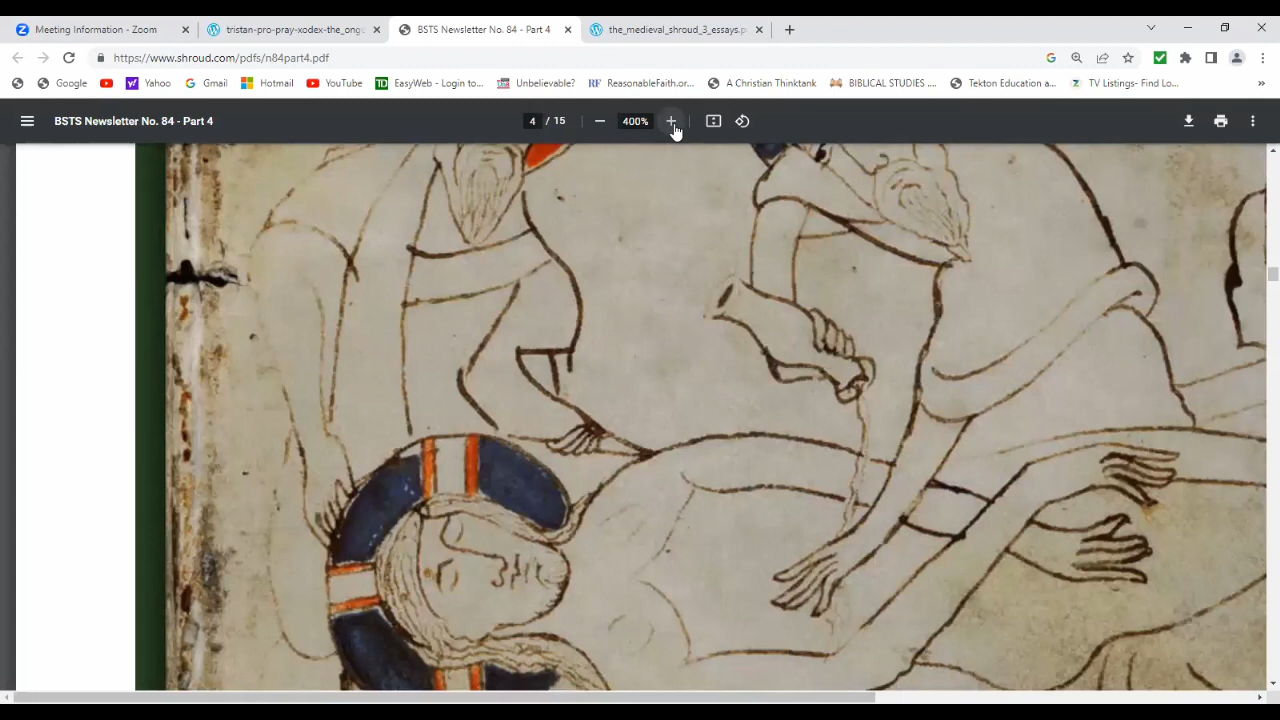 Meeting Information - Zoom
tristan-pro-pray-xodex-the_ong
BSTS Newsletter No. 84 - Part 4
the_medieval_shroud_3_essays.p
https://www.shroud.com/pdfs/n84part4.pdf
Google
Yahoo
Gmail
Hotmail
YouTube
TD
EasyWeb - Login to...
Unbelievable?
RF
ReasonableFaith.or...
A Christian Thinktank
BIBLICAL STUDIES ....
Tekton Education a...
TV Listings- Find Lo...
BSTS Newsletter No. 84 - Part 4
4 / 15
400%